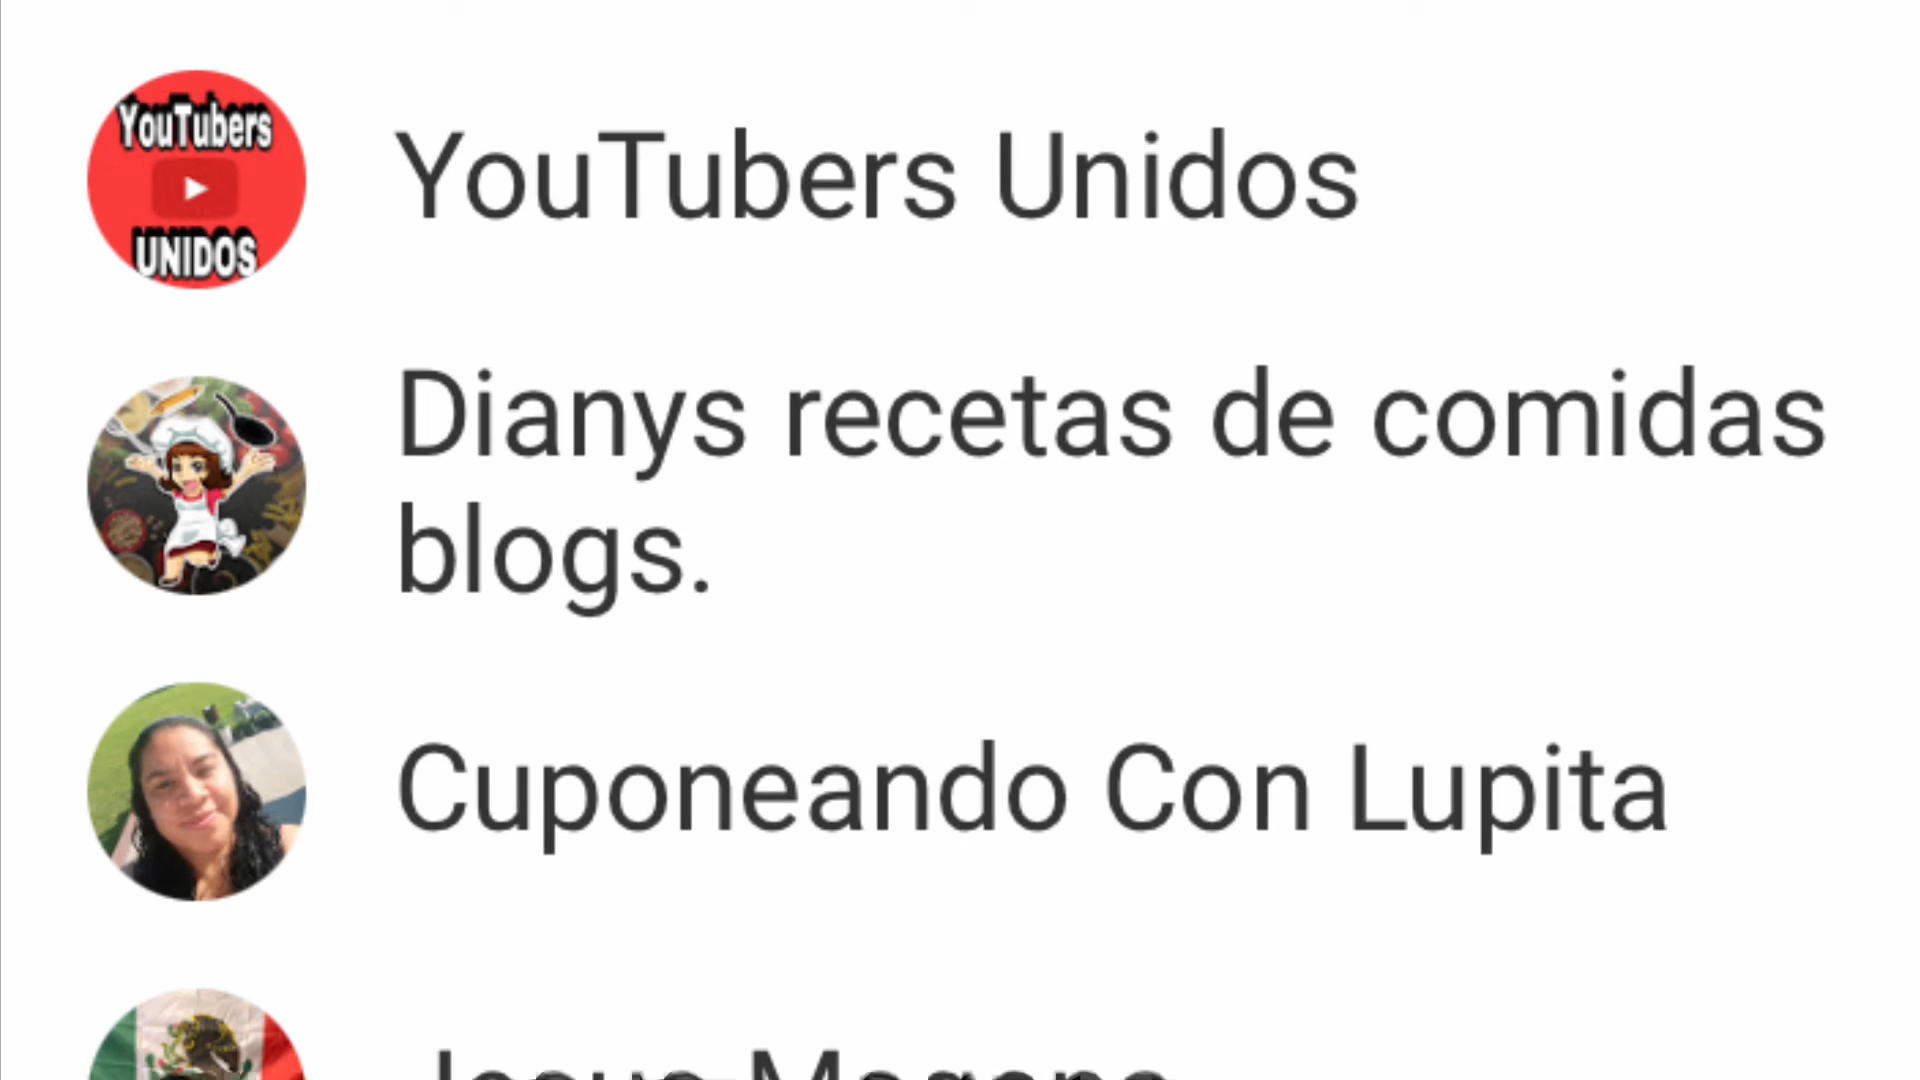 YouTubers
UNIDOS
YouTubers Unidos
Dianys recetas de comidas
blogs.
Cuponeando Con Lupita